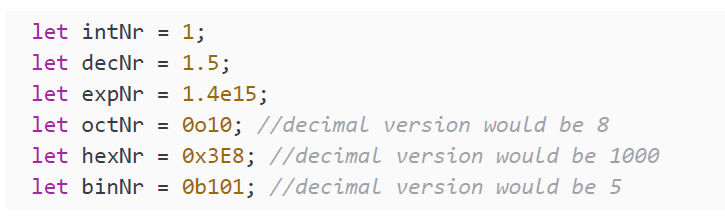 let intNr = 1;
let decNr = 1.5;
let expNr = 1.4e15;
let octNr = 0o10; //decimal version would be 8
let hexNr = 0x3E8; //decimal version would be 1000
let binNr = 0b101; //decimal version would be 5